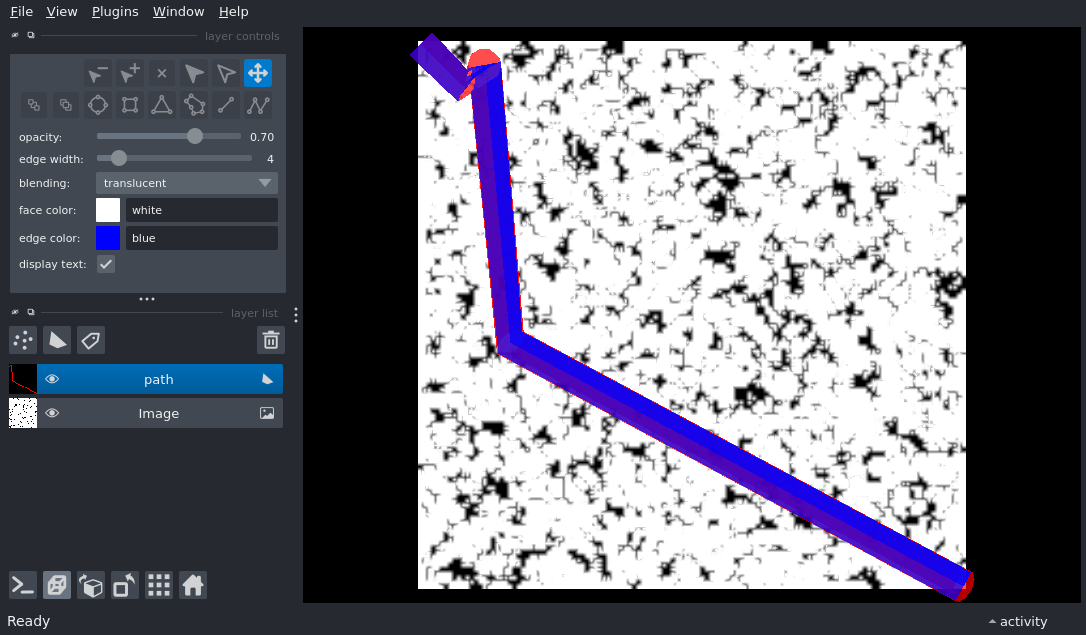 File View Plugins Window Help
layer controls
opacity: 0.70
edge width: 4
blending: translucent
face color: white
edge color: blue
display text:
layer list
path
Image
Ready activity